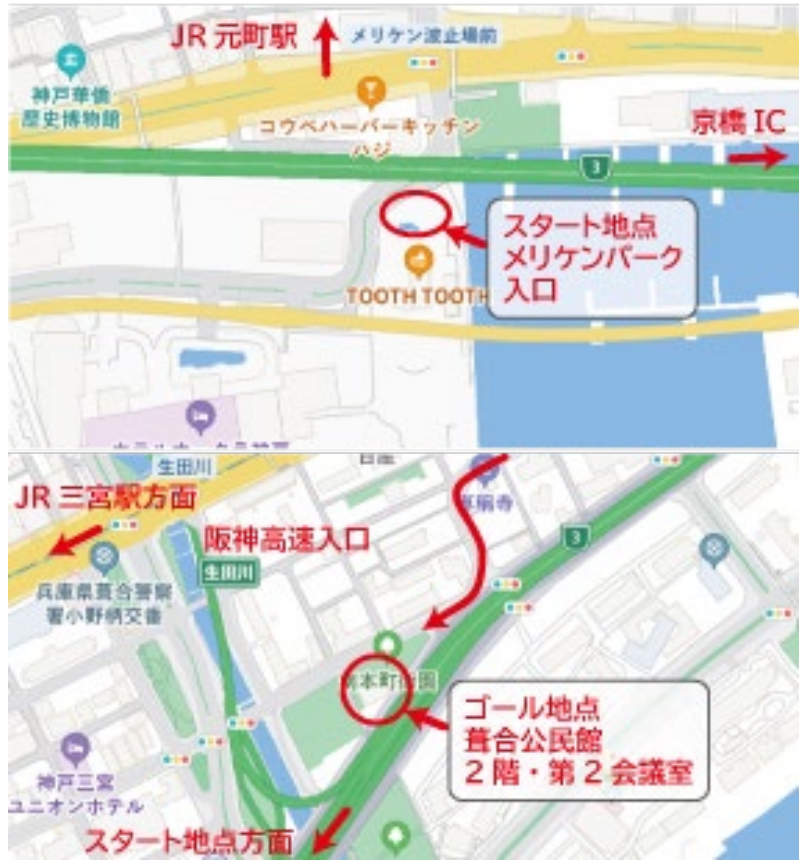 JR 元町駅
メリケン波止場前
神戸華僑
歴史博物館
コウベハーバーキッチン
ハジ
京橋 IC
3
スタート地点
メリケンパーク
入口
TOOTH TOOTH
生田川
JR 三宮駅方面
阪神高速入口
生田川
3
兵庫県葺合警察
署小野柄交番
ゴール地点
葺合公民館
2 階・第 2 会議室
神戸三宮
ユニオンホテル
スタート地点方面